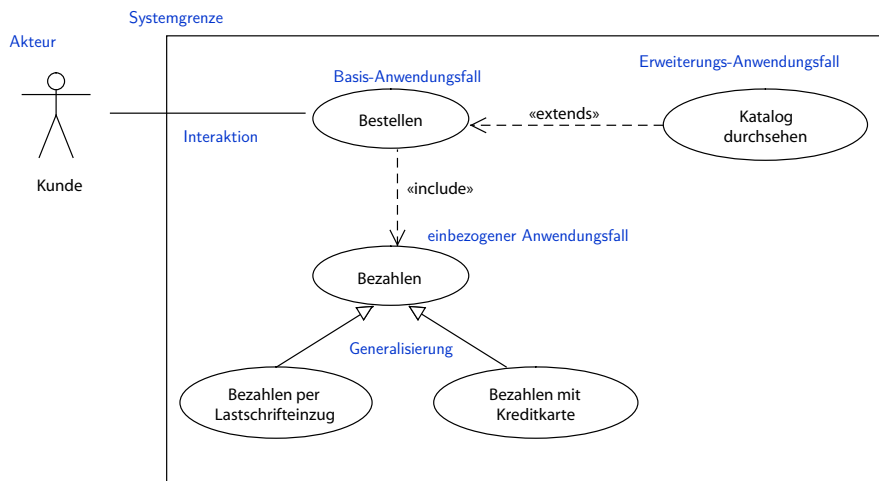 Systemgrenze
Akteur
Basis-Anwendungsfall
Erweiterungs-Anwendungsfall
Bestellen
«extends»
Katalog
durchsehen
Interaktion
Kunde
«include»
einbezogener Anwendungsfall
Bezahlen
Generalisierung
Bezahlen per
Lastschrifteinzug
Bezahlen mit
Kreditkarte